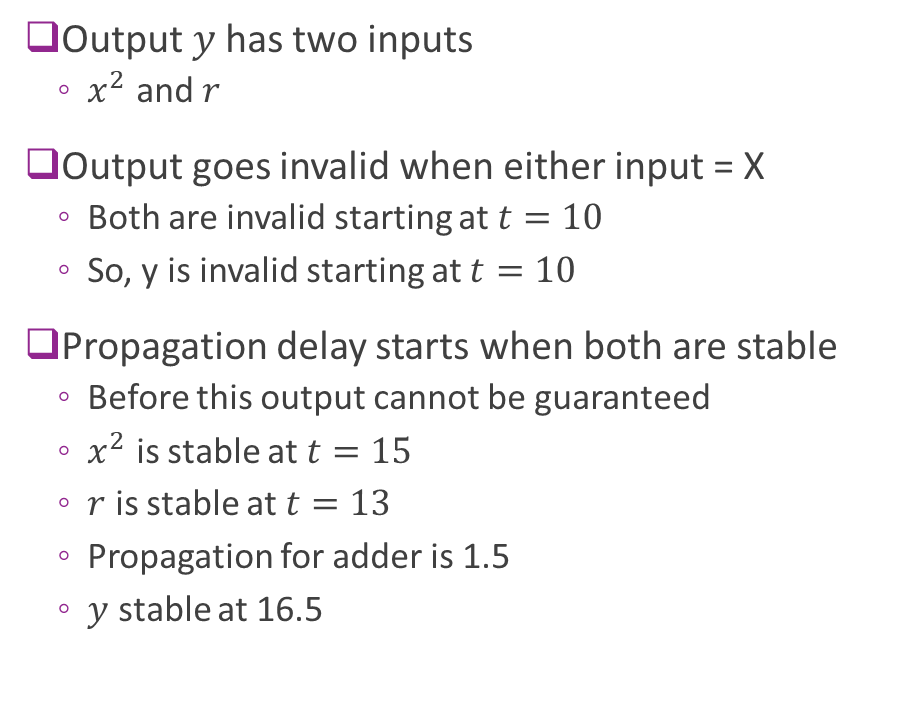 ❑Output y has two inputs
◦ x² and r
❑Output goes invalid when either input = X
◦ Both are invalid starting at t = 10
◦ So, y is invalid starting at t = 10
❑Propagation delay starts when both are stable
◦ Before this output cannot be guaranteed
◦ x² is stable at t = 15
◦ r is stable at t = 13
◦ Propagation for adder is 1.5
◦ y stable at 16.5